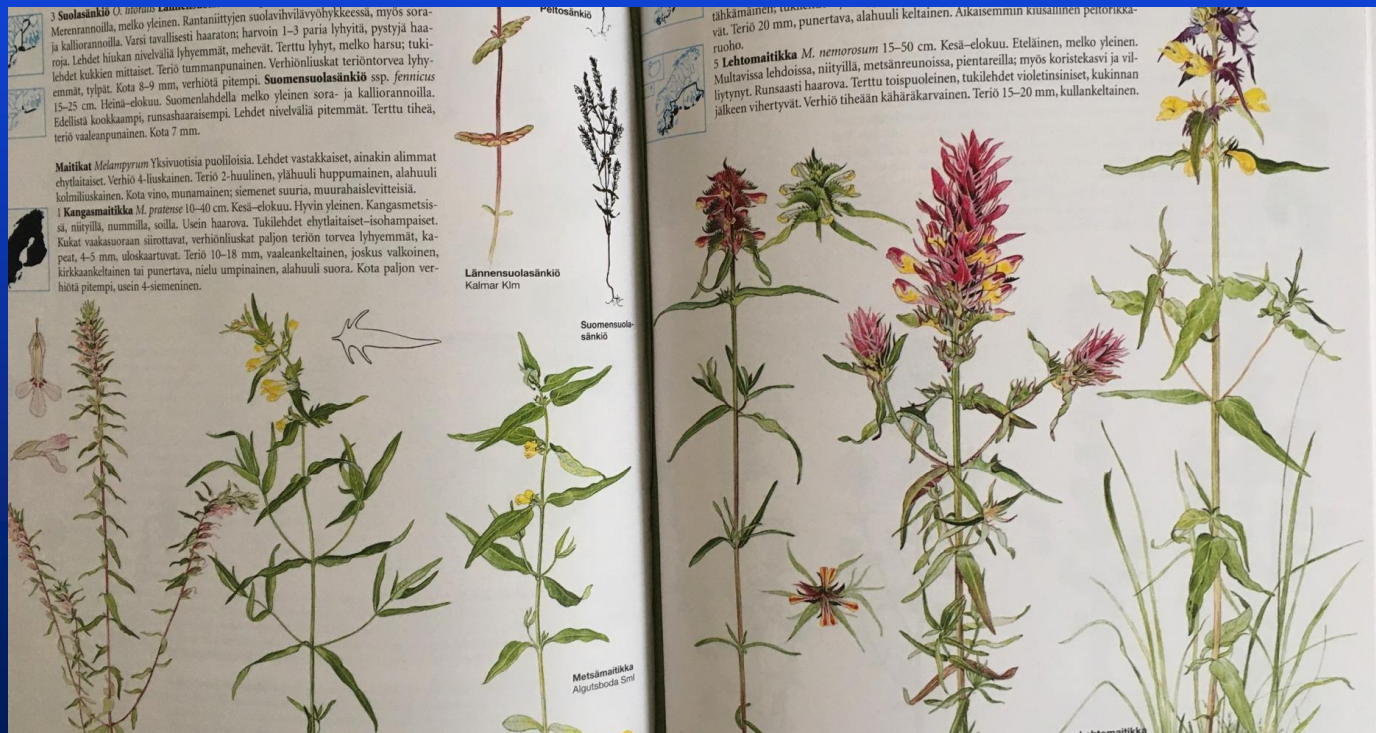 3 Suolasänkiö O. litoralis
Merenrannoilla, melko yleinen. Rantaniittyjen suolavihvilävyöhykkeessä, myös sora-
ja kalliorannoilla. Varsi tavallisesti haaraton; harvoin 1–3 paria lyhyitä, pystyjä haa-
roja. Lehdet hiukan nivelväliä lyhyemmät, mehevät. Terttu lyhyt, melko harsu; tuki-
lehdet kukkien mittaiset. Teriö tummanpunainen. Verhiönliuskat teriöntorvea lyhy-
emmät, tylpät. Kota 8–9 mm, verhiötä pitempi. Suomensuolasänkiö ssp. fennicus
15–25 cm. Heinä–elokuu. Suomenlahdella melko yleinen sora- ja kalliorannoilla.
Edellistä kookkaampi, runsashaaraisempi. Lehdet nivelväliä pitemmät. Terttu tiheä,
teriö vaaleanpunainen. Kota 7 mm.
Maitikat Melampyrum Yksivuotisia puoliloisia. Lehdet vastakkaiset, ainakin alimmat
ehytlaitaiset. Verhiö 4-liuskainen. Teriö 2-huulinen, ylähuuli huppumainen, alahuuli
kolmiliuskainen. Kota vino, munamainen; siemenet suuria, muurahaislevitteisiä.
1 Kangasmaitikka M. pratense 10–40 cm. Kesä–elokuu. Hyvin yleinen. Kangasmetsis-
sä, niityillä, nummilla, soilla. Usein haarova. Tukilehdet ehytlaitaiset–isohampaiset.
Kukat vaakasuoraan siirottavat, verhiönliuskat paljon teriön torvea lyhyemmät, ka-
peat, 4–5 mm, uloskaartuvat. Teriö 10–18 mm, vaaleankeltainen, joskus valkoinen,
kirkkaankeltainen tai punertava, nielu umpinainen, alahuuli suora. Kota paljon ver-
hiötä pitempi, usein 4-siemeninen.
Peltosänkiö
Lännensuolasänkiö
Kalmar Klm
Suomensuola-
sänkiö
Metsämaitikka
Algutsboda Sml
tähkämäinen,
vät. Teriö 20 mm, punertava, alahuuli keltainen. Aikaisemmin kiusallinen peltorikka-
ruoho.
5 Lehtomaitikka M. nemorosum 15–50 cm. Kesä–elokuu. Eteläinen, melko yleinen.
Multavissa lehdoissa, niityillä, metsänreunoissa, pientareilla; myös koristekasvi ja vil-
liytynyt. Runsaasti haarova. Terttu toispuoleinen, tukilehdet violetinsiniset, kukinnan
jälkeen vihertyvät. Verhiö tiheään kähäräkarvainen. Teriö 15–20 mm, kullankeltainen.
Lehtomaitikka